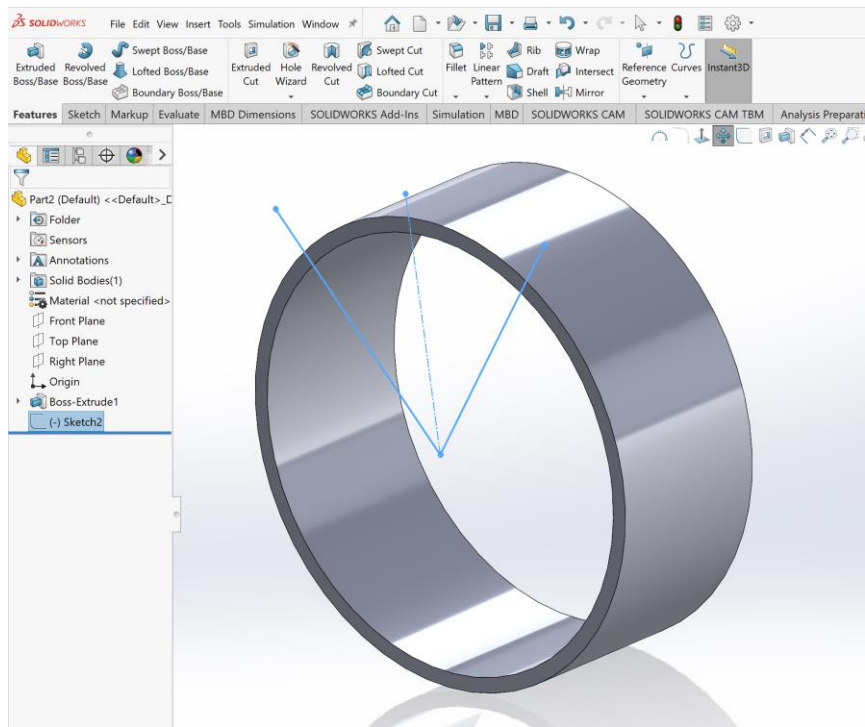 SOLIDWORKS File Edit View Insert Tools Simulation Window
Extruded Boss/Base
Revolved Boss/Base
Swept Boss/Base
Lofted Boss/Base
Boundary Boss/Base
Extruded Cut
Hole Wizard
Revolved Cut
Swept Cut
Lofted Cut
Boundary Cut
Fillet
Linear Pattern
Rib
Draft
Shell
Wrap
Intersect
Mirror
Reference Geometry
Curves
Instant3D
Features Sketch Markup Evaluate MBD Dimensions SOLIDWORKS Add-Ins Simulation MBD SOLIDWORKS CAM SOLIDWORKS CAM TBM Analysis Preparati
Part2 (Default) <<Default>_D
Folder
Sensors
Annotations
Solid Bodies(1)
Material <not specified>
Front Plane
Top Plane
Right Plane
Origin
Boss-Extrude1
(-) Sketch2